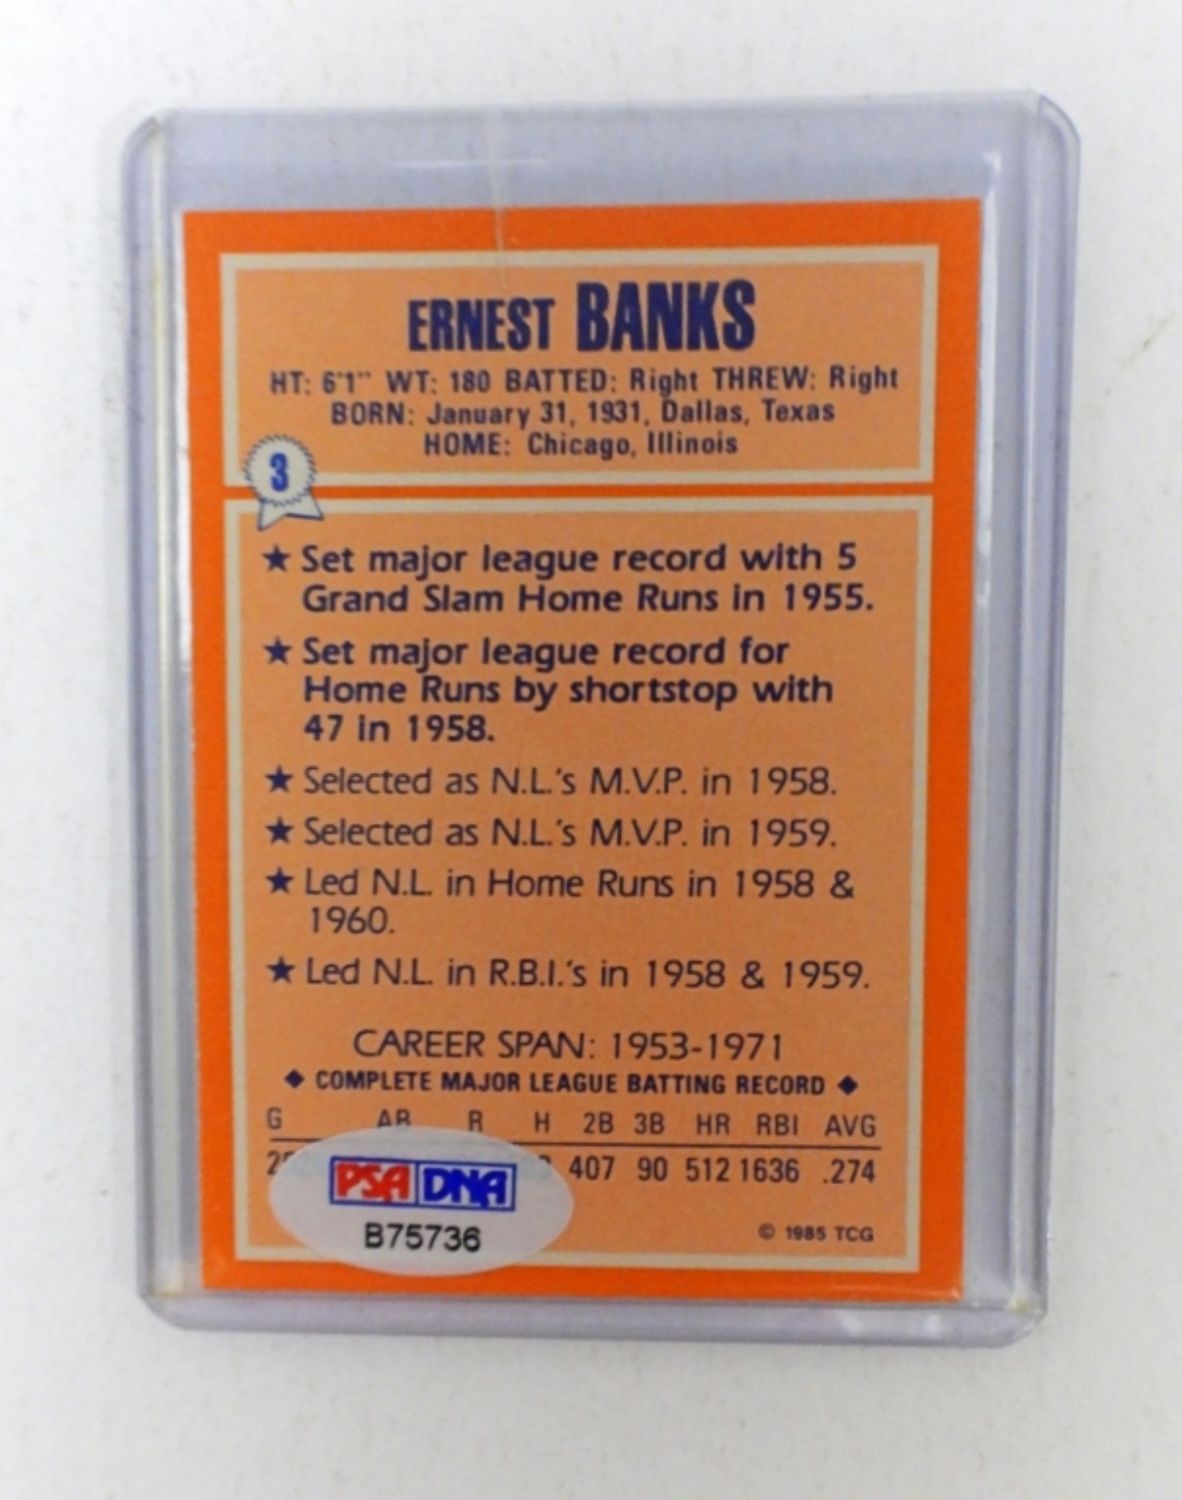 ERNEST BANKS
HT: 6'1" WT: 180 BATTED: Right THREW: Right
BORN: January 31, 1931, Dallas, Texas
HOME: Chicago, Illinois
3
★ Set major league record with 5
Grand Slam Home Runs in 1955.
★ Set major league record for
Home Runs by shortstop with
47 in 1958.
★ Selected as N.L.'s M.V.P. in 1958.
★ Selected as N.L.'s M.V.P. in 1959.
★ Led N.L. in Home Runs in 1958 &
1960.
★ Led N.L. in R.B.I.'s in 1958 & 1959.
CAREER SPAN: 1953-1971
◆ COMPLETE MAJOR LEAGUE BATTING RECORD ◆
G AB R H 2B 3B HR RBI AVG
407 90 512 1636 .274
PSA DNA
B75736
© 1985 TCG